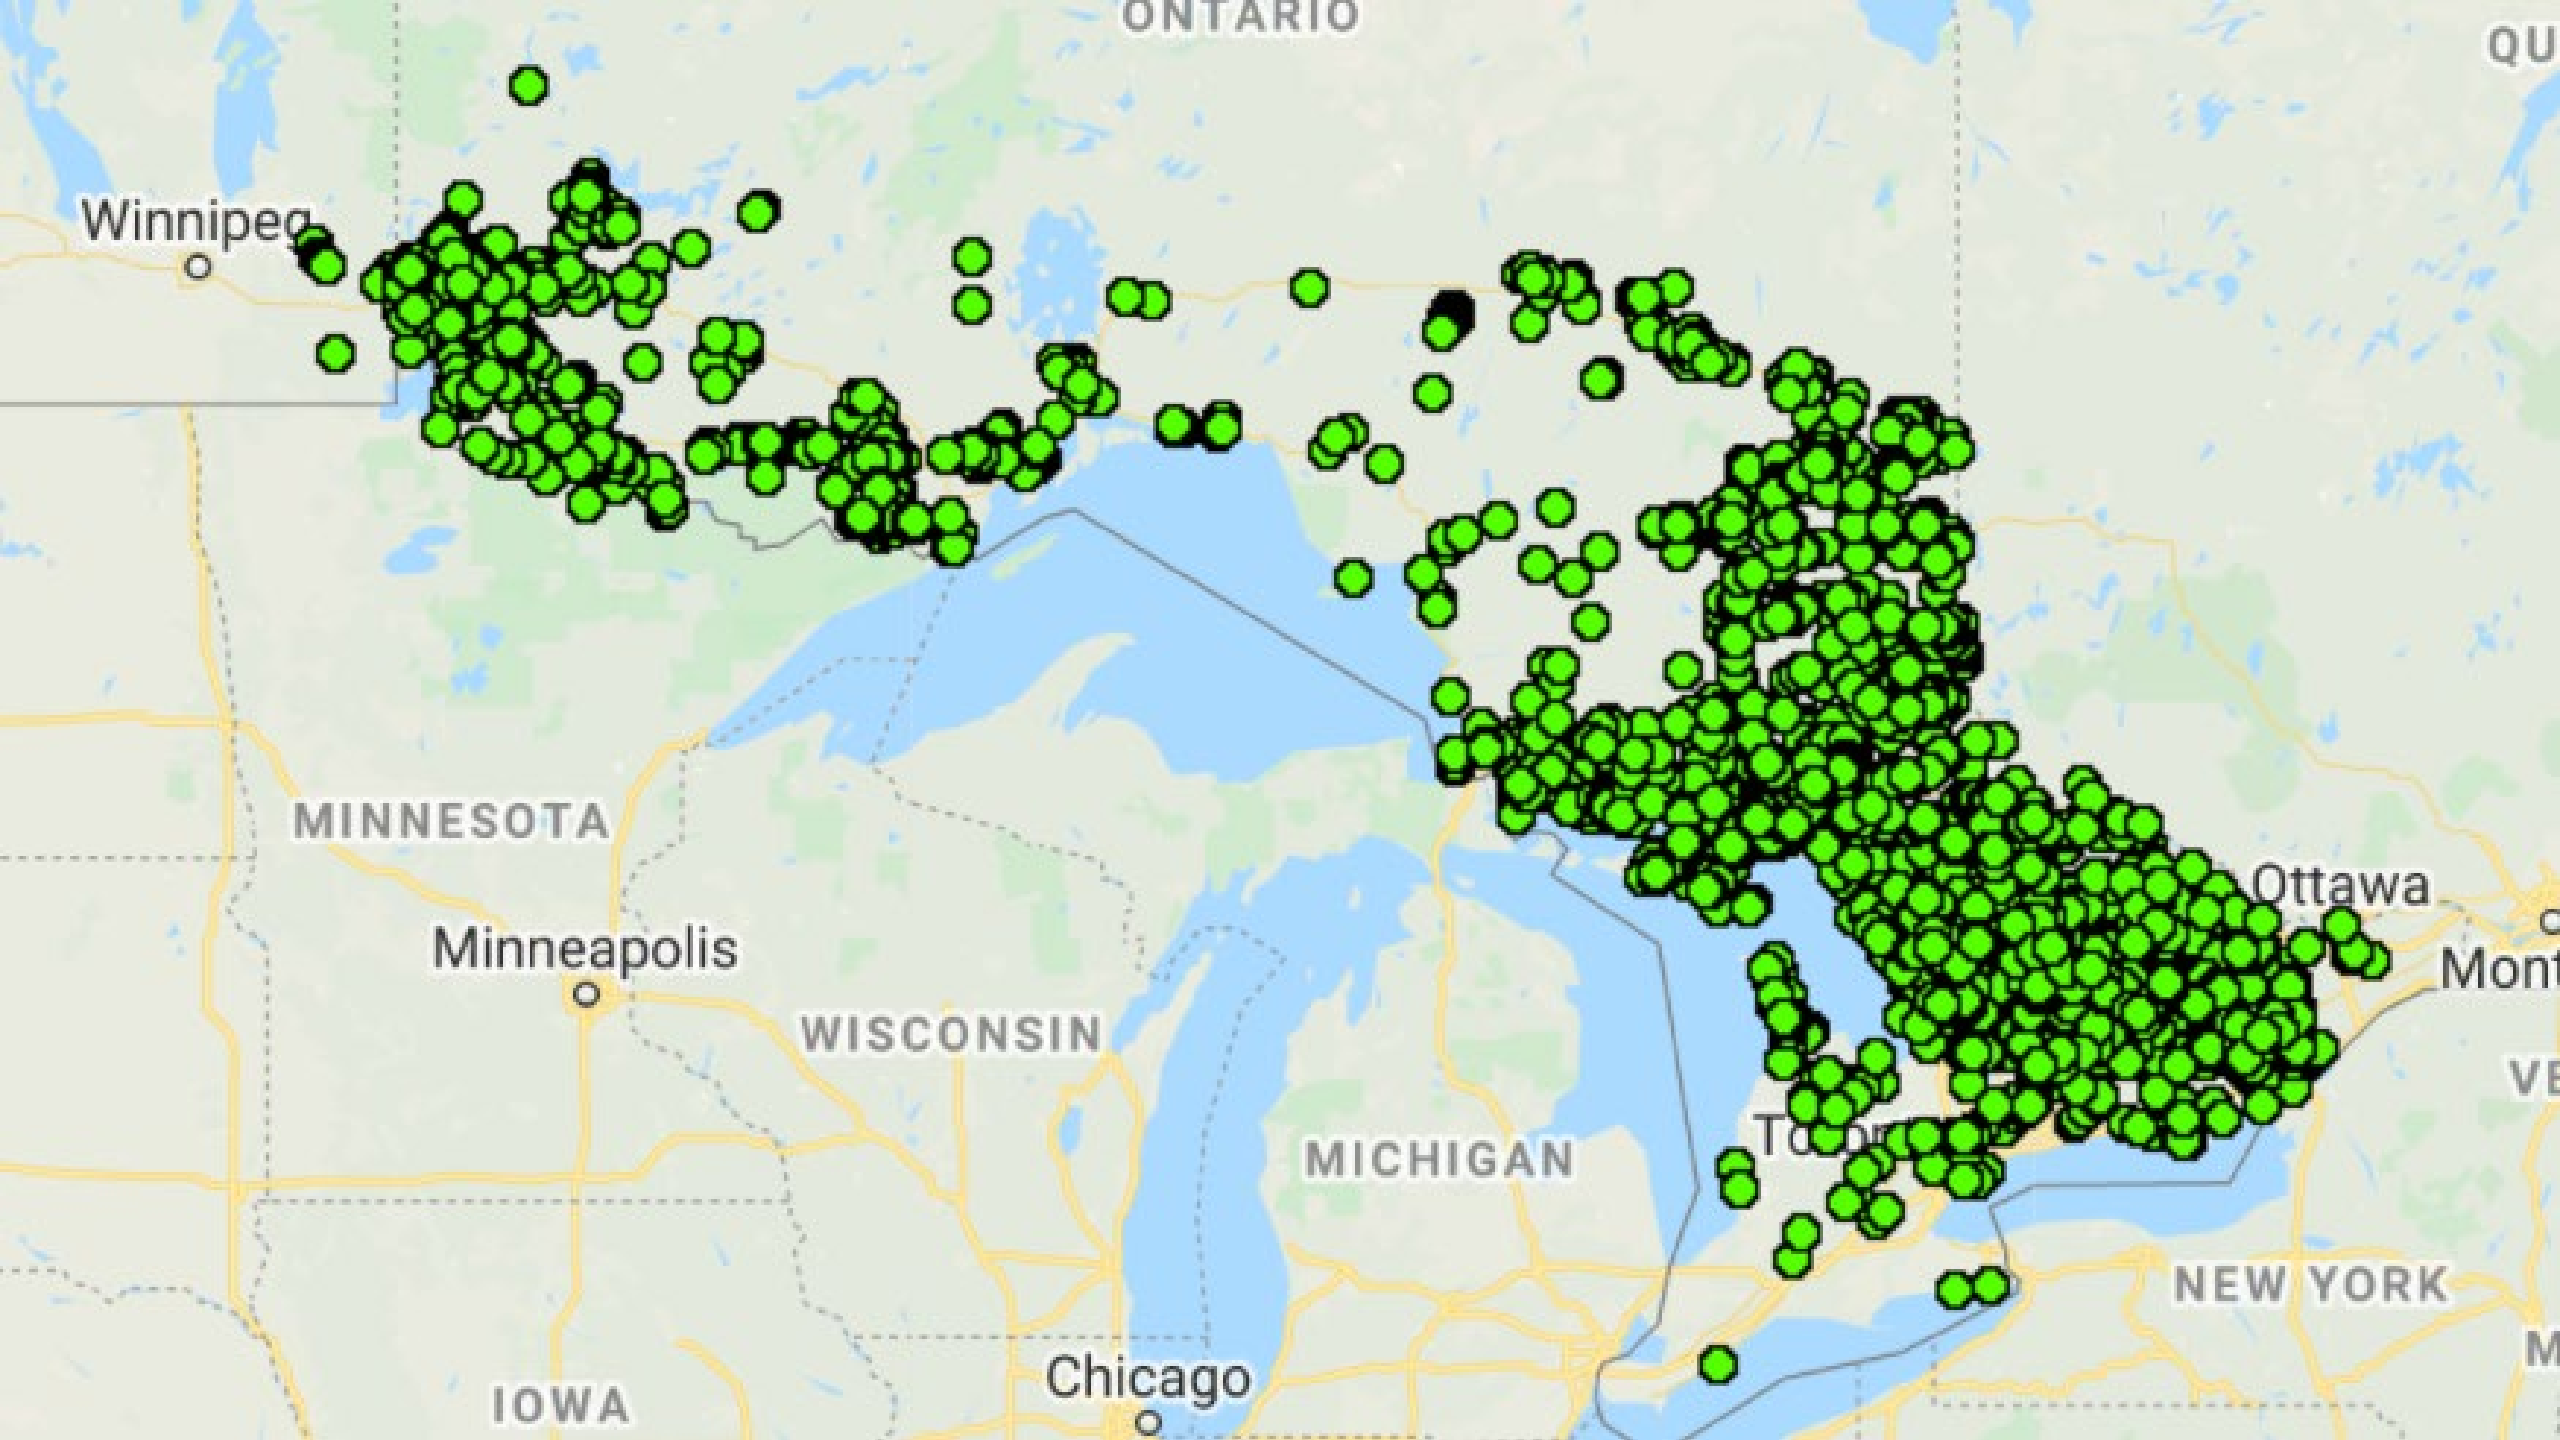 ONTARIO
QU
Winnipeg
MINNESOTA
Ottawa
Minneapolis
Mont
WISCONSIN
VE
MICHIGAN
NEW YORK
M
Chicago
IOWA